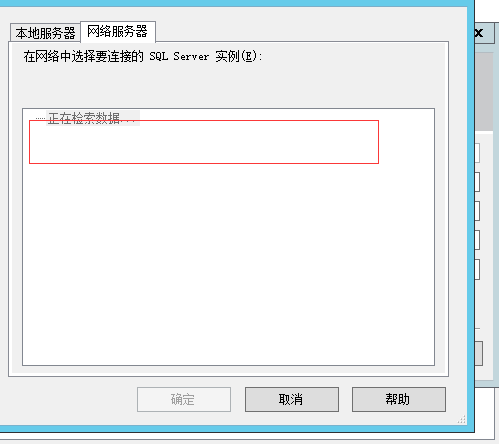 x
本地服务器 网络服务器
在网络中选择要连接的 SQL Server 实例(E):
正在检索数据...
确定 取消 帮助